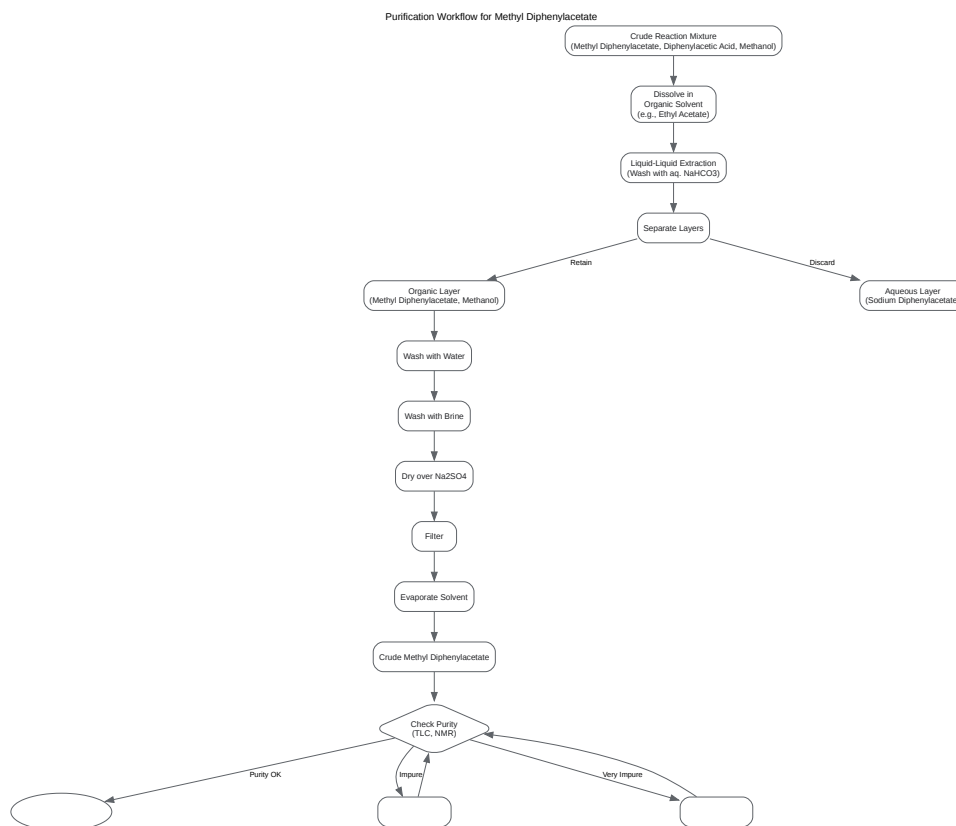 Purification Workflow for Methyl Diphenylacetate
Crude Reaction Mixture
(Methyl Diphenylacetate, Diphenylacetic Acid, Methanol)
Dissolve in
Organic Solvent
(e.g., Ethyl Acetate)
Liquid-Liquid Extraction
(Wash with aq. NaHCO3)
Separate Layers
Retain
Discard
Organic Layer
(Methyl Diphenylacetate, Methanol)
Aqueous Layer
(Sodium Diphenylacetate
Wash with Water
Wash with Brine
Dry over Na2SO4
Filter
Evaporate Solvent
Crude Methyl Diphenylacetate
Check Purity
(TLC, NMR)
Purity OK
Impure
Very Impure